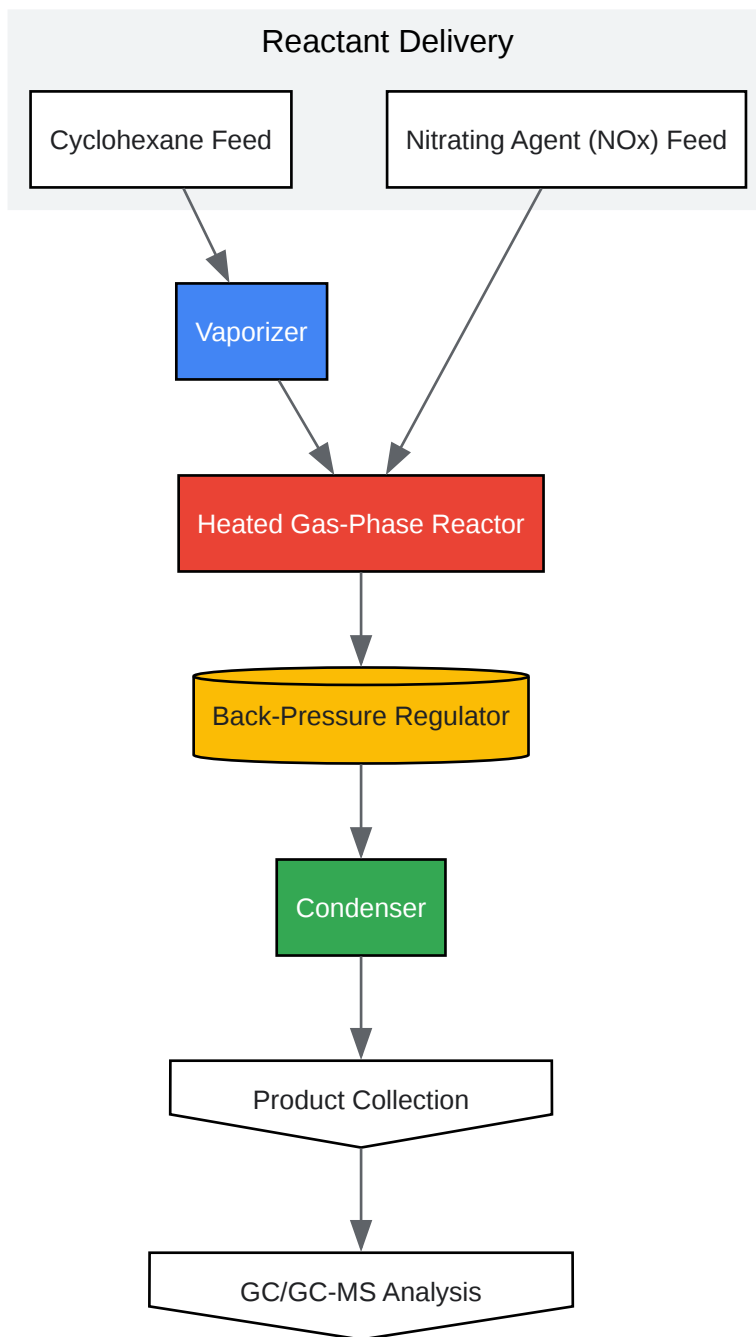 Reactant Delivery
Cyclohexane Feed
Nitrating Agent (NOx) Feed
Vaporizer
Heated Gas-Phase Reactor
Back-Pressure Regulator
Condenser
Product Collection
GC/GC-MS Analysis